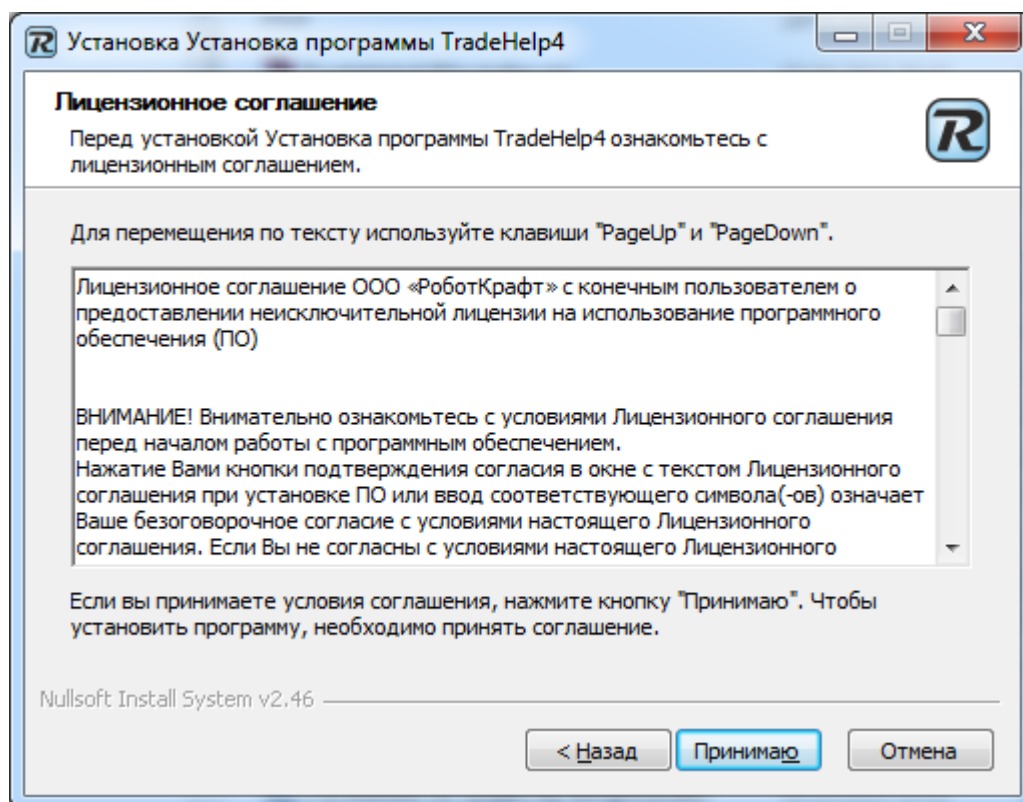 Установка Установка программы TradeHelp4
Лицензионное соглашение
Перед установкой Установка программы TradeHelp4 ознакомьтесь с
лицензионным соглашением.
Для перемещения по тексту используйте клавиши "PageUp" и "PageDown".
Лицензионное соглашение ООО «РоботКрафт» с конечным пользователем о
предоставлении неисключительной лицензии на использование программного
обеспечения (ПО)
ВНИМАНИЕ! Внимательно ознакомьтесь с условиями Лицензионного соглашения
перед началом работы с программным обеспечением.
Нажатие Вами кнопки подтверждения согласия в окне с текстом Лицензионного
соглашения при установке ПО или ввод соответствующего символа(-ов) означает
Ваше безоговорочное согласие с условиями настоящего Лицензионного
соглашения. Если Вы не согласны с условиями настоящего Лицензионного
Если вы принимаете условия соглашения, нажмите кнопку "Принимаю". Чтобы
установить программу, необходимо принять соглашение.
Nullsoft Install System v2.46
< Назад Принимаю Отмена